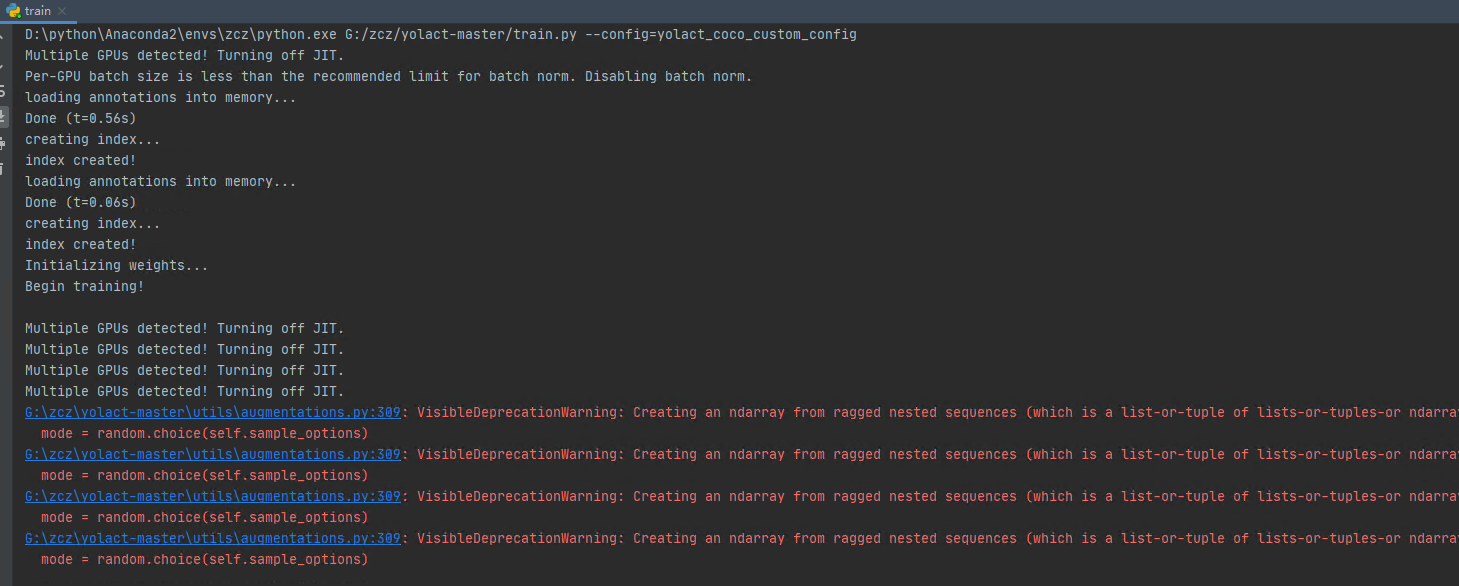 train
D:\python\Anaconda2\envs\zcz\python.exe G:/zcz/yolact-master/train.py --config=yolact_coco_custom_config
Multiple GPUs detected! Turning off JIT.
Per-GPU batch size is less than the recommended limit for batch norm. Disabling batch norm.
loading annotations into memory...
Done (t=0.56s)
creating index...
index created!
loading annotations into memory...
Done (t=0.06s)
creating index...
index created!
Initializing weights...
Begin training!
Multiple GPUs detected! Turning off JIT.
Multiple GPUs detected! Turning off JIT.
Multiple GPUs detected! Turning off JIT.
Multiple GPUs detected! Turning off JIT.
G:\zcz\yolact-master\utils\augmentations.py:309: VisibleDeprecationWarning: Creating an ndarray from ragged nested sequences (which is a list-or-tuple of lists-or-tuples-or ndarra
mode = random.choice(self.sample_options)
G:\zcz\yolact-master\utils\augmentations.py:309: VisibleDeprecationWarning: Creating an ndarray from ragged nested sequences (which is a list-or-tuple of lists-or-tuples-or ndarra
mode = random.choice(self.sample_options)
G:\zcz\yolact-master\utils\augmentations.py:309: VisibleDeprecationWarning: Creating an ndarray from ragged nested sequences (which is a list-or-tuple of lists-or-tuples-or ndarra
mode = random.choice(self.sample_options)
G:\zcz\yolact-master\utils\augmentations.py:309: VisibleDeprecationWarning: Creating an ndarray from ragged nested sequences (which is a list-or-tuple of lists-or-tuples-or ndarra
mode = random.choice(self.sample_options)